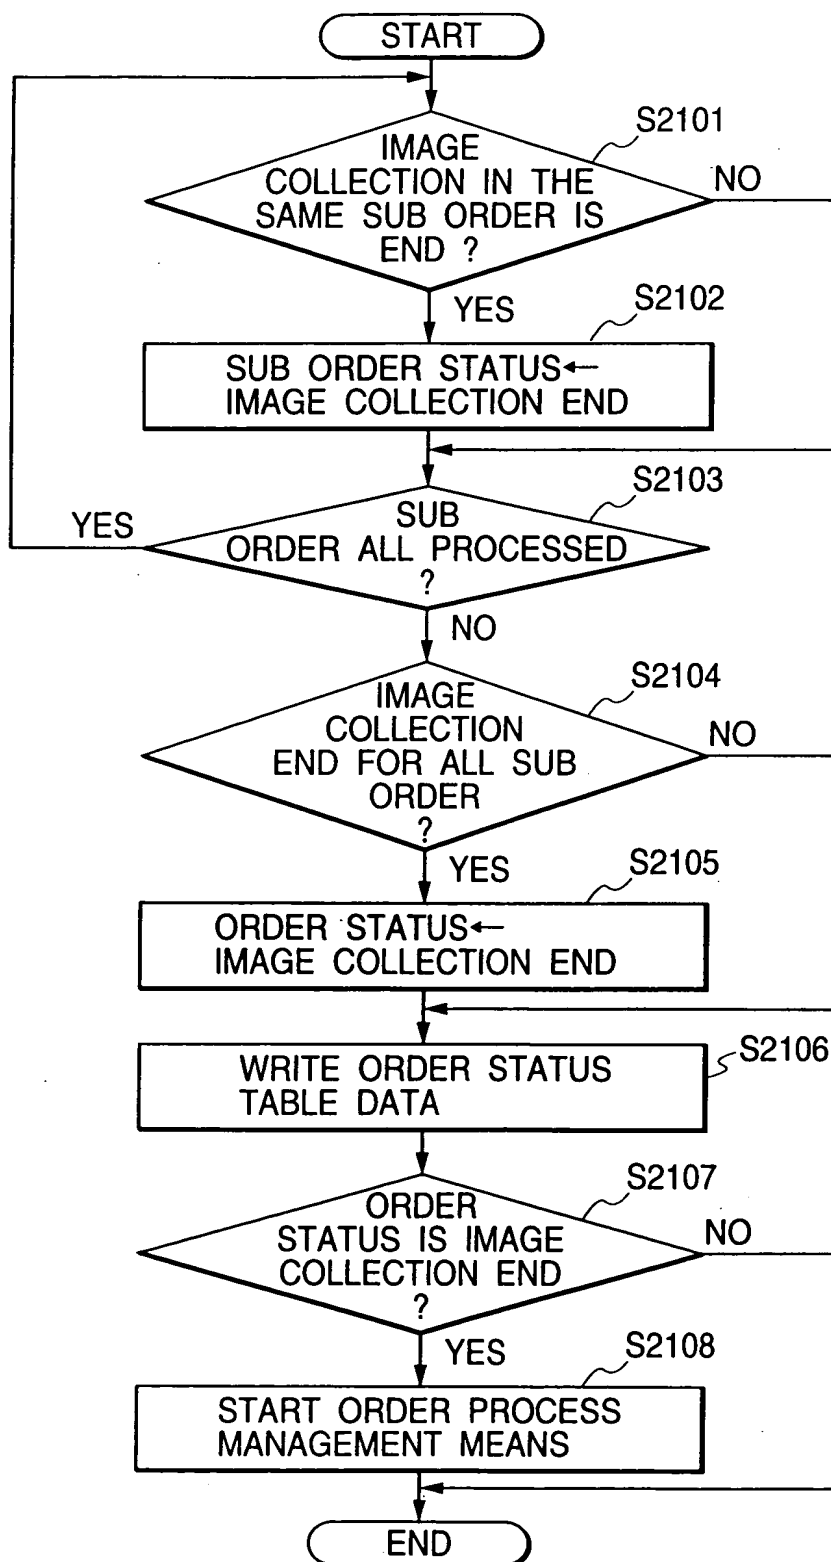 START
S2101
IMAGE
COLLECTION IN THE
SAME SUB ORDER IS
END ?
NO
YES
S2102
SUB ORDER STATUS←
IMAGE COLLECTION END
S2103
YES
SUB
ORDER ALL PROCESSED
?
NO
S2104
IMAGE
COLLECTION
END FOR ALL SUB
ORDER
?
NO
YES
S2105
ORDER STATUS←
IMAGE COLLECTION END
S2106
WRITE ORDER STATUS
TABLE DATA
S2107
ORDER
STATUS IS IMAGE
COLLECTION END
?
NO
YES
S2108
START ORDER PROCESS
MANAGEMENT MEANS
END